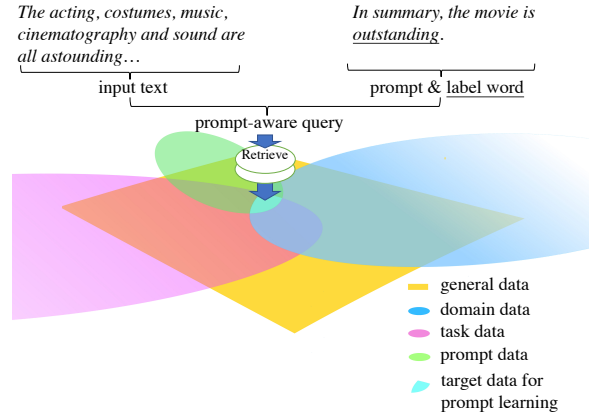 The acting, costumes, music,
cinematography and sound are
all astounding…
In summary, the movie is
outstanding.
input text
prompt & label word
prompt-aware query
Retrieve
general data
domain data
task data
prompt data
target data for
prompt learning